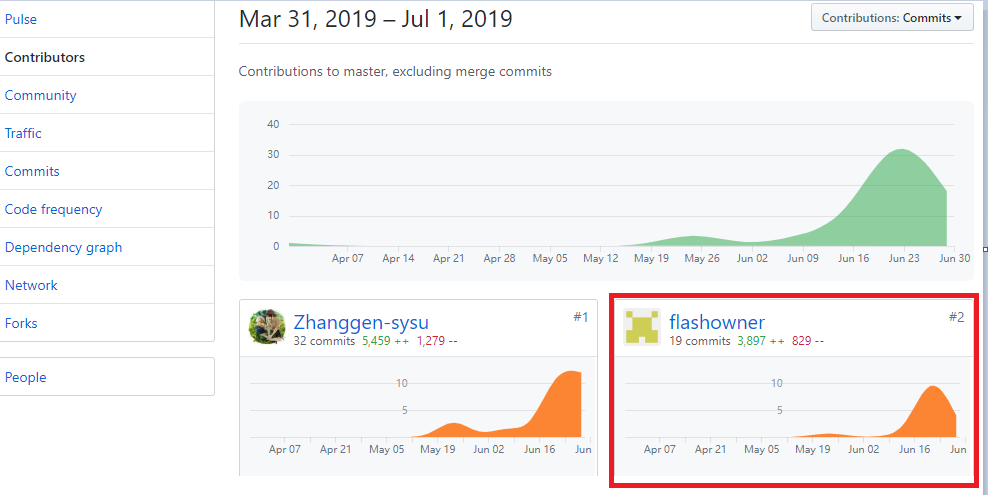 Pulse
Contributors
Community
Traffic
Commits
Code frequency
Dependency graph
Network
Forks
People
Mar 31, 2019 – Jul 1, 2019
Contributions: Commits
Contributions to master, excluding merge commits
40
30
20
10
0
Apr 07 Apr 14 Apr 21 Apr 28 May 05 May 12 May 19 May 26 Jun 02 Jun 09 Jun 16 Jun 23 Jun 30
Zhanggen-sysu #1
32 commits 5,459 ++ 1,279 --
10
5
Apr 07 Apr 21 May 05 May 19 Jun 02 Jun 16 Jun
flashowner #2
19 commits 3,897 ++ 829 --
10
5
Apr 07 Apr 21 May 05 May 19 Jun 02 Jun 16 Jun